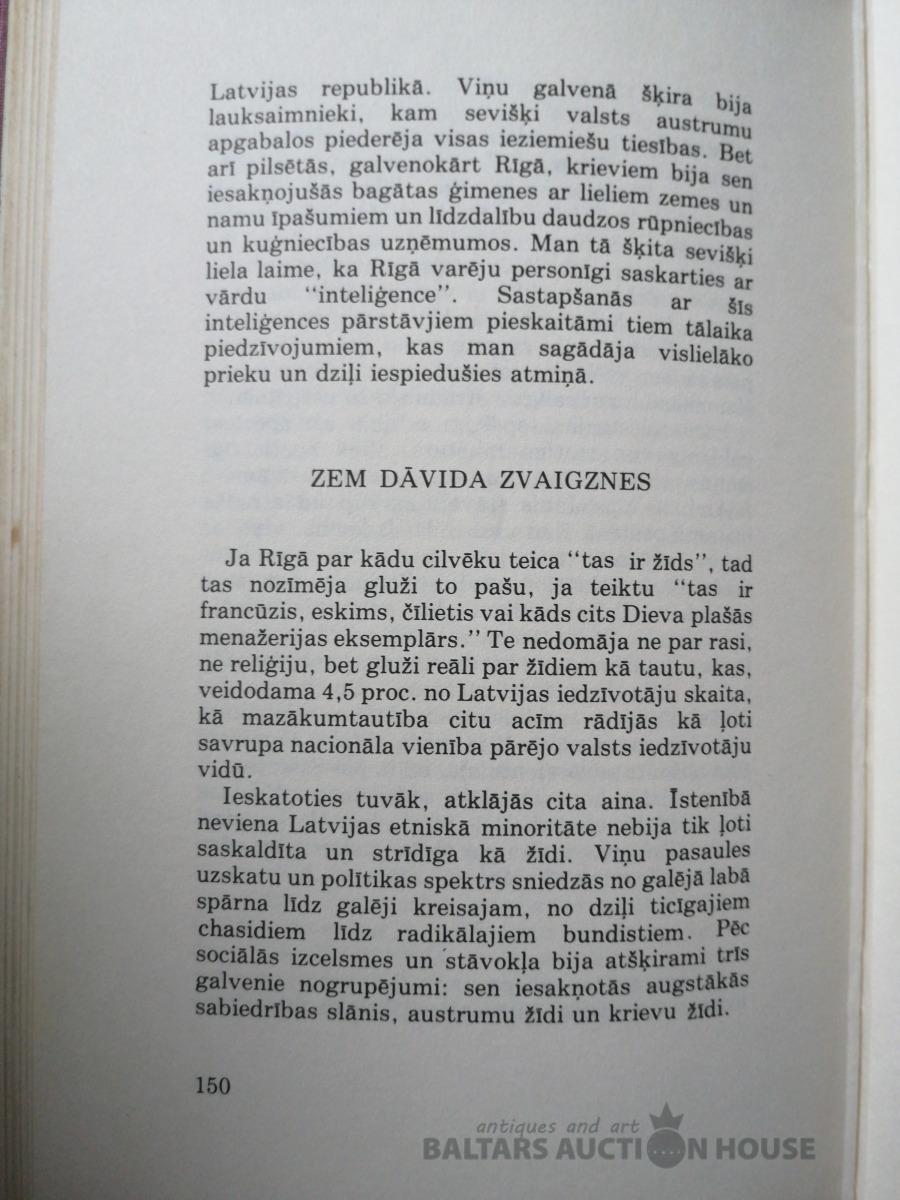 Latvijas republikā. Viņu galvenā šķira bija
lauksaimnieki, kam sevišķi valsts austrumu
apgabalos piederēja visas ieziemiešu tiesības. Bet
arī pilsētās, galvenokārt Rīgā, krieviem bija sen
iesakņojušās bagātas ģimenes ar lieliem zemes un
namu īpašumiem un līdzdalību daudzos rūpniecības
un kuģniecības uzņēmumos. Man tā šķita sevišķi
liela laime, ka Rīgā varēju personīgi saskarties ar
vārdu “inteliģence”. Sastapšanās ar šīs
inteliģences pārstāvjiem pieskaitāmi tiem tālaika
piedzīvojumiem, kas man sagādāja vislielāko
prieku un dziļi iespiedušies atmiņā.
ZEM DĀVIDA ZVAIGZNES
Ja Rīgā par kādu cilvēku teica “tas ir žīds”, tad
tas nozīmēja gluži to pašu, ja teiktu “tas ir
francūzis, eskims, čīlietis vai kāds cits Dieva plašās
menažerijas eksemplārs.” Te nedomāja ne par rasi,
ne reliģiju, bet gluži reāli par žīdiem kā tautu, kas,
veidodama 4,5 proc. no Latvijas iedzīvotāju skaita,
kā mazākumtautība citu acīm rādījās kā ļoti
savrupa nacionāla vienība pārējo valsts iedzīvotāju
vidū.
Ieskatoties tuvāk, atklājās cita aina. Īstenībā
neviena Latvijas etniskā minoritāte nebija tik ļoti
saskaldīta un strīdīga kā žīdi. Viņu pasaules
uzskatu un polītikas spektrs sniedzās no galējā labā
spārna līdz galēji kreisajam, no dziļi ticīgajiem
chasidiem līdz radikālajiem bundistiem. Pēc
sociālās izcelsmes un stāvokļa bija atšķirami trīs
galvenie nogrupējumi: sen iesakņotās augstākās
sabiedrības slānis, austrumu žīdi un krievu žīdi.
150
antiques and art
BALTARS AUCTION HOUSE